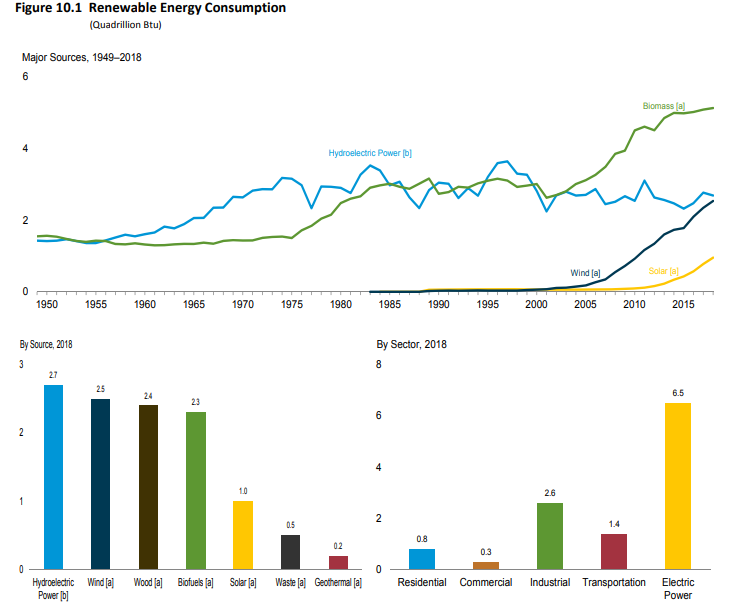 Figure 10.1 Renewable Energy Consumption
(Quadrillion Btu)
Major Sources, 1949–2018
6
Biomass [a]
Hydroelectric Power [b]
4
2
Wind [a]
Solar [a]
0
1950 1955 1960 1965 1970 1975 1980 1985 1990 1995 2000 2005 2010 2015
By Source, 2018
3
2.7
2.5
2.4
2.3
2
1.0
1
0.5
0.2
0
Hydroelectric Power [b]
Wind [a]
Wood [a]
Biofuels [a]
Solar [a]
Waste [a]
Geothermal [a]
By Sector, 2018
8
6.5
6
4
2.6
2
1.4
0.8
0.3
0
Residential
Commercial
Industrial
Transportation
Electric
Power